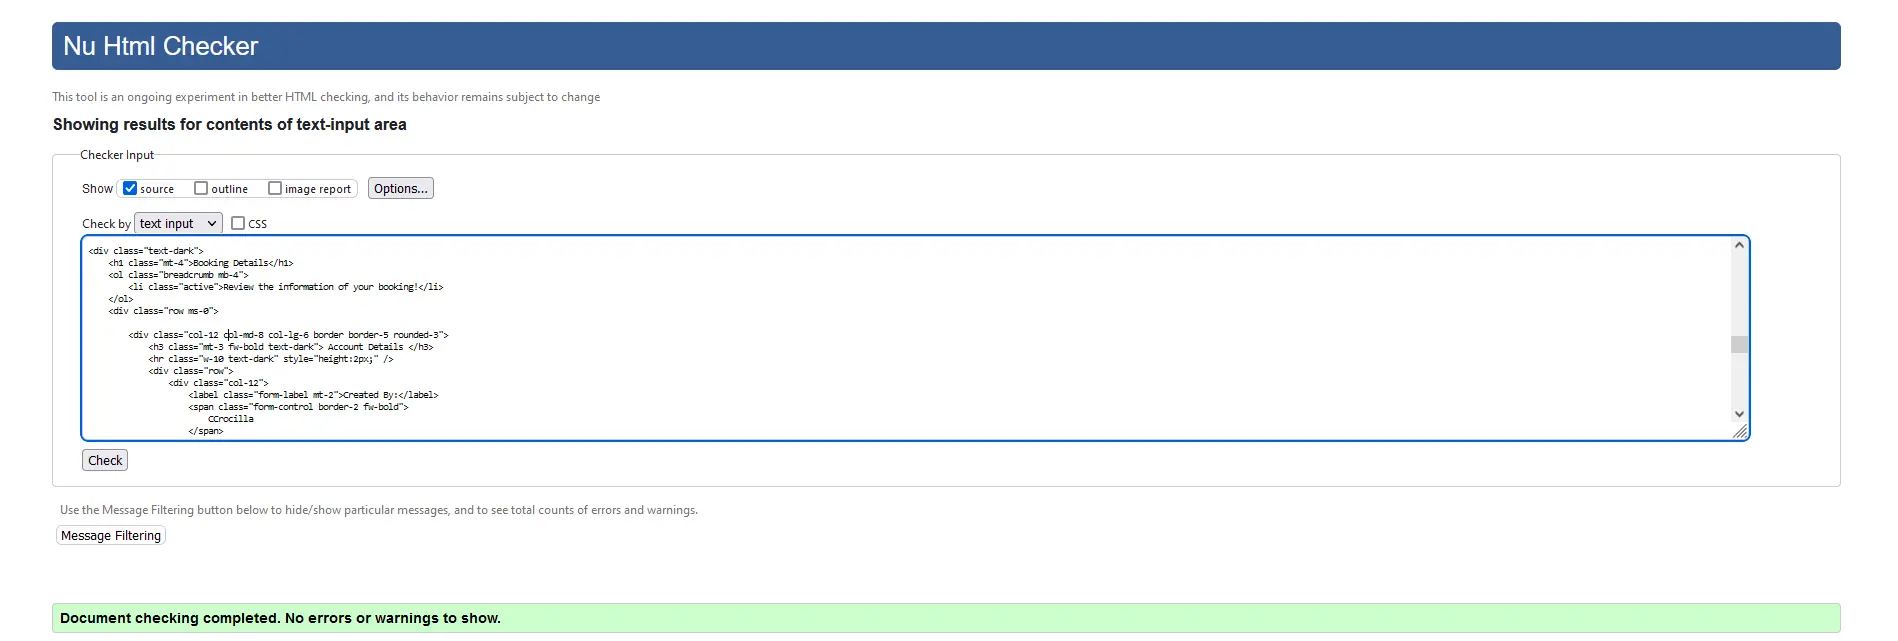 Nu Html Checker
This tool is an ongoing experiment in better HTML checking, and its behavior remains subject to change
Showing results for contents of text-input area
Checker Input
Show source outline image report Options...
Check by text input CSS
<div class="text-dark">
<h1 class="mt-4">Booking Details</h1>
<ol class="breadcrumb mb-4">
<li class="active">Review the information of your booking!</li>
</ol>
<div class="row ms-0">
<div class="col-12 col-md-8 col-lg-6 border border-5 rounded-3">
<h3 class="mt-3 fw-bold text-dark"> Account Details </h3>
<hr class="w-10 text-dark" style="height:2px;" />
<div class="row">
<div class="col-12">
<label class="form-label mt-2">Created By:</label>
<span class="form-control border-2 fw-bold">
CCrocilla
</span>
Check
Use the Message Filtering button below to hide/show particular messages, and to see total counts of errors and warnings.
Message Filtering
Document checking completed. No errors or warnings to show.